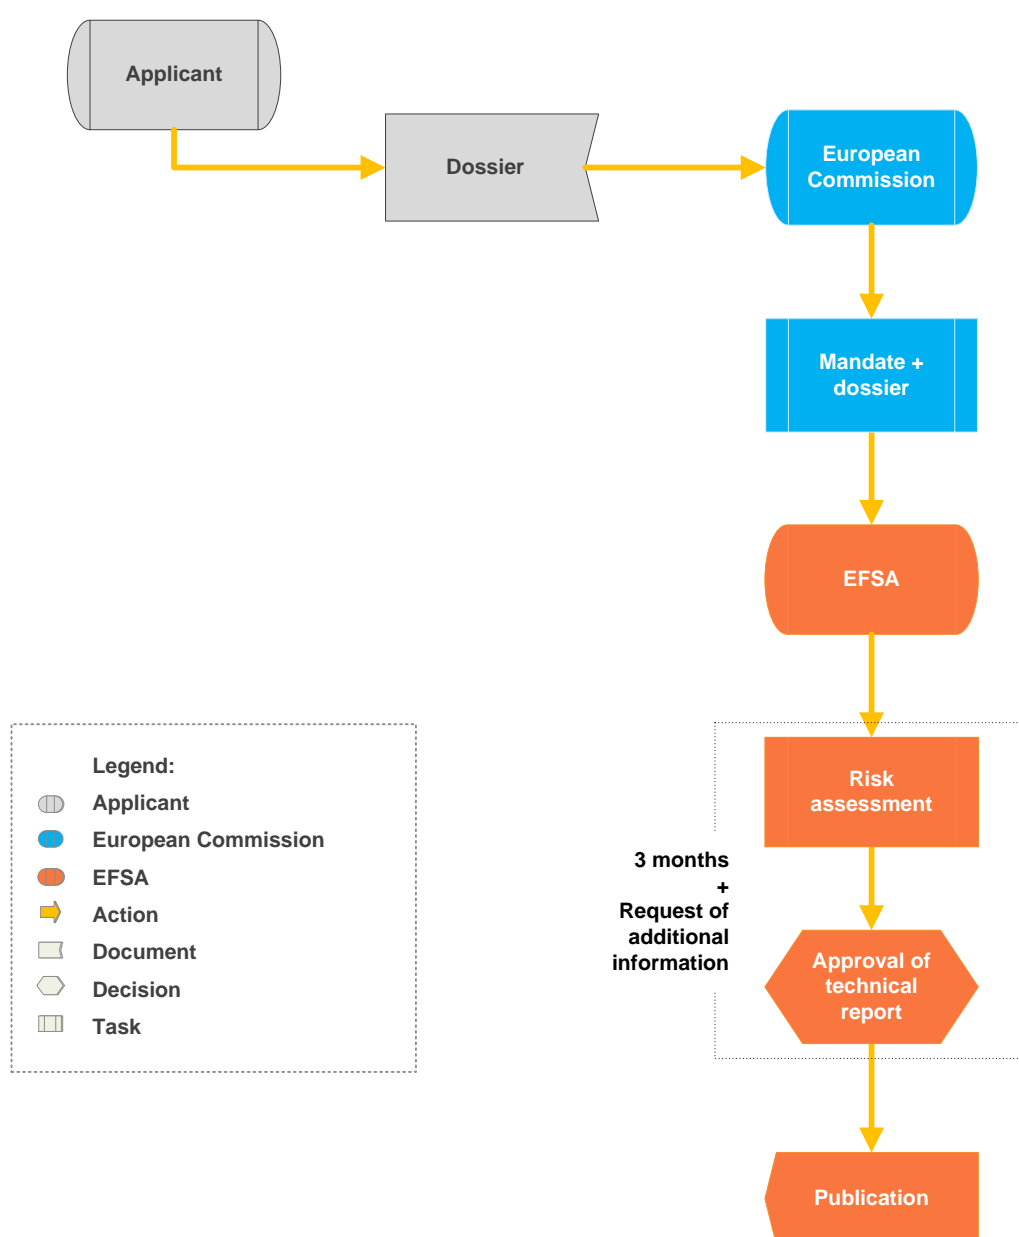 Applicant
Dossier
European
Commission
Mandate +
dossier
EFSA
Risk
assessment
3 months
+
Request of
additional
information
Approval of
technical
report
Publication
Legend:
Applicant
European Commission
EFSA
Action
Document
Decision
Task